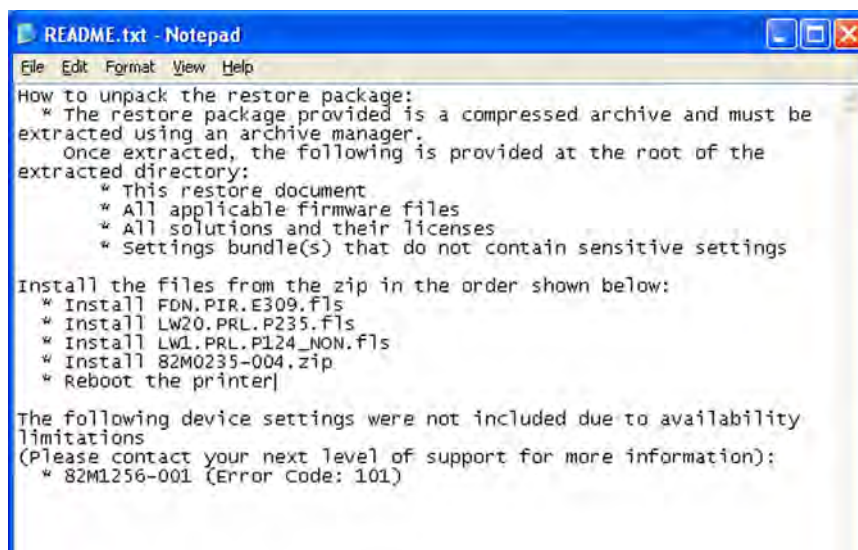 README.txt - Notepad
File Edit Format View Help
How to unpack the restore package:
* The restore package provided is a compressed archive and must be
extracted using an archive manager.
Once extracted, the following is provided at the root of the
extracted directory:
* This restore document
* All applicable firmware files
* All solutions and their licenses
* Settings bundle(s) that do not contain sensitive settings
Install the files from the zip in the order shown below:
* Install FDN.PIR.E309.fls
* Install LW20.PRL.P235.fls
* Install LW1.PRL.P124_NON.fls
* Install 82M0235-004.zip
* Reboot the printer
The following device settings were not included due to availability
limitations
(Please contact your next level of support for more information):
* 82M1256-001 (Error Code: 101)